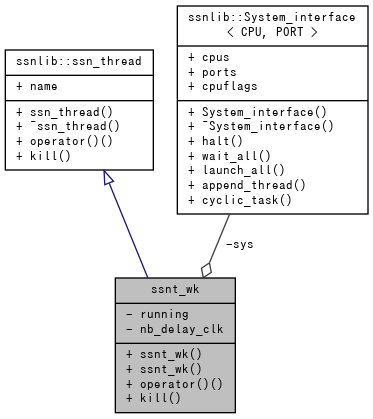 ssnlib::System_interface
< CPU, PORT >
+ cpus
+ ports
+ cpuflags
+ System_interface()
+ ~System_interface()
+ halt()
+ wait_all()
+ launch_all()
+ append_thread()
+ cyclic_task()
ssnlib::ssn_thread
+ name
+ ssn_thread()
+ ~ssn_thread()
+ operator()()
+ kill()
-sys
ssnt_wk
- running
- nb_delay_clk
+ ssnt_wk()
+ ssnt_wk()
+ operator()()
+ kill()